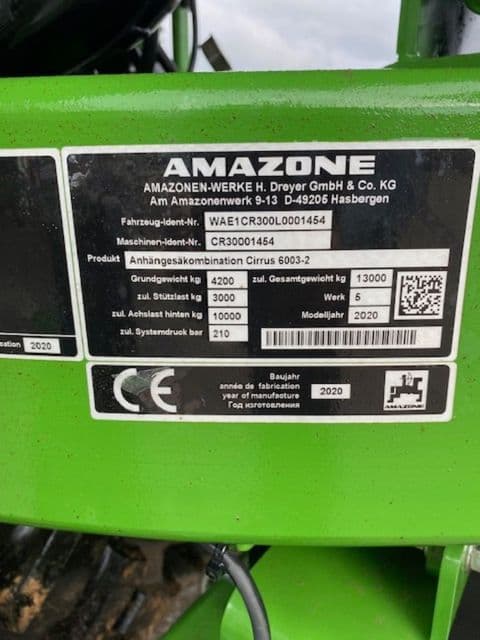 AMAZONE
AMAZONEN-WERKE H. Dreyer GmbH & Co. KG
Am Amazonenwerk 9-13 D-49205 Hasbergen
Fahrzeug-Ident-Nr. WAE1CR300L0001454
Maschinen-Ident-Nr. CR30001454
Produkt Anhängesäkombination Cirrus 6003-2
Grundgewicht kg 4200 zul. Gesamtgewicht kg 13000
zul. Stützlast kg 3000 Werk 5
zul. Achslast hinten kg 10000 Modelljahr 2020
zul. Systemdruck bar 210
2020
CE
Baujahr
année de fabrication
year of manufacture
Год изготовления
2020
AMAZONE